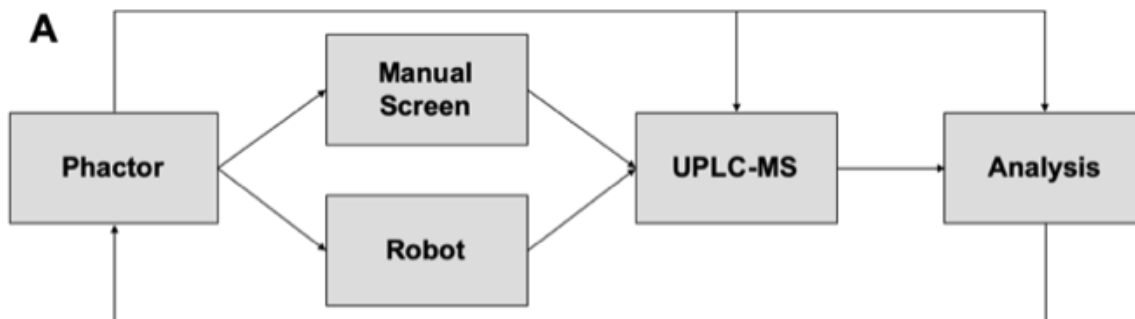 A
Manual
Screen
Phactor
UPLC-MS
Analysis
Robot